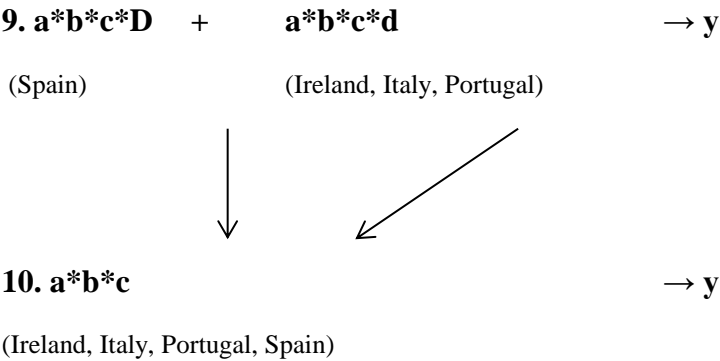 9. a*b*c*D + a*b*c*d → y
(Spain) (Ireland, Italy, Portugal)
10. a*b*c → y
(Ireland, Italy, Portugal, Spain)